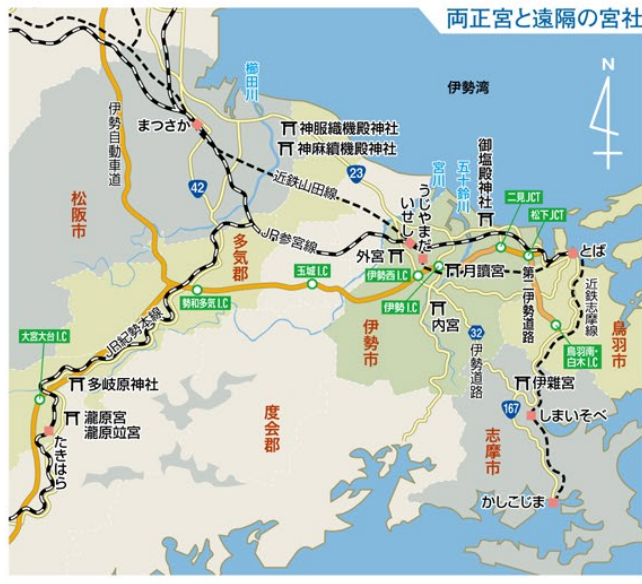 両正宮と遠隔の宮社
N
伊勢湾
櫛田川
まつさか
伊勢自動車道
神服織機殿神社
神麻續機殿神社
23
42
近鉄山田線
宮川
五十鈴川
御塩殿神社
二見JCT
松下JCT
松阪市
多気郡
JR参宮線
うじやまだ
いせし
外宮
月讀宮
とば
伊勢西I.C
伊勢I.C
玉城I.C
勢和多気I.C
第二伊勢道路
近鉄志摩線
鳥羽市
内宮
伊勢市
32
伊勢道路
鳥羽南・
白木I.C
大宮大台I.C
JR紀勢本線
多岐原神社
瀧原宮
瀧原竝宮
たきはら
度会郡
伊雜宮
167
しまいそべ
志摩市
かしこじま